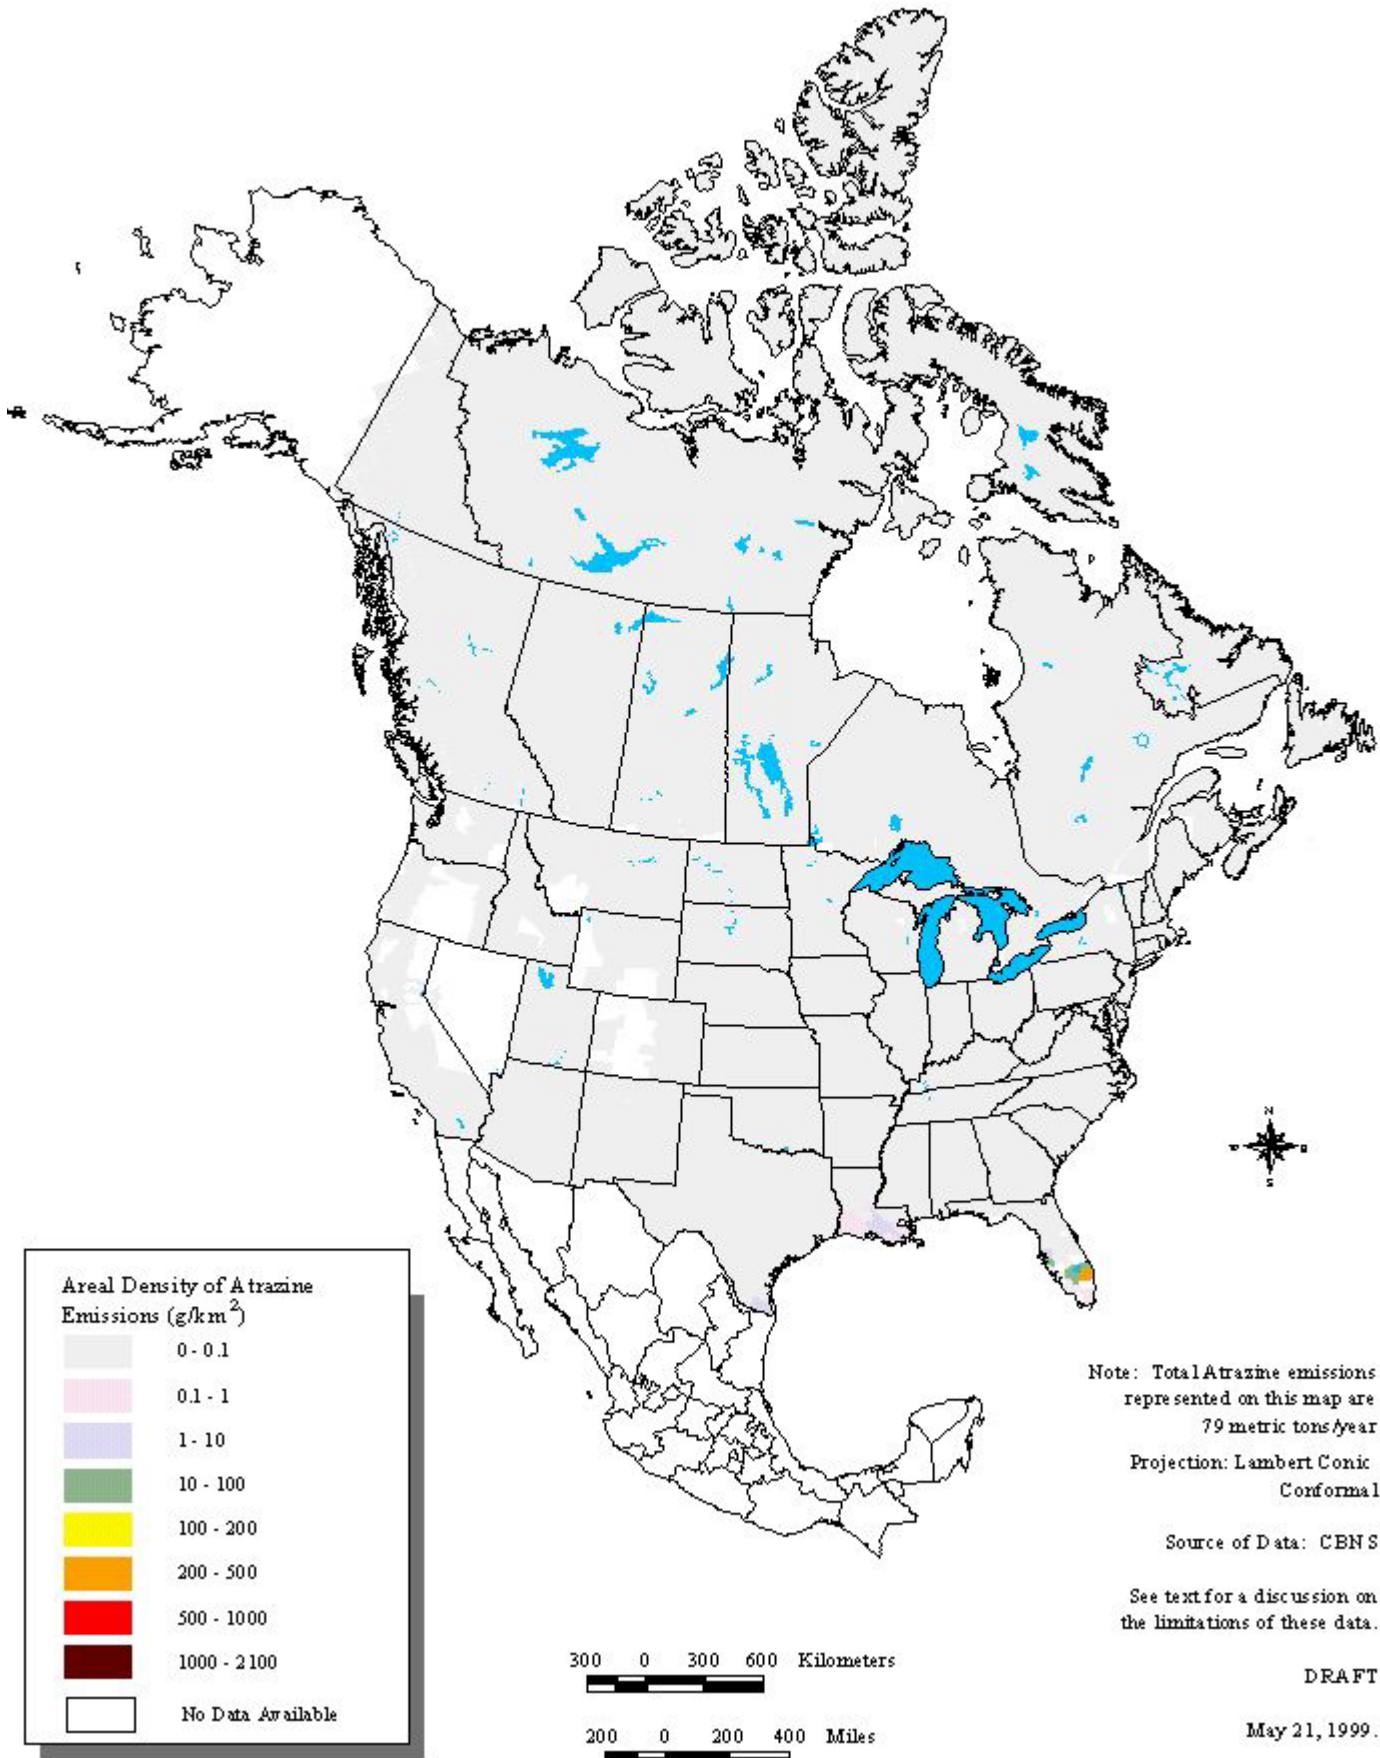 N
S
Areal Density of Atrazine
Emissions (g/km²)
0 - 0.1
0.1 - 1
1 - 10
10 - 100
100 - 200
200 - 500
500 - 1000
1000 - 2100
No Data Available
Note: Total Atrazine emissions
represented on this map are
79 metric tons/year
Projection: Lambert Conic
Conformal
Source of Data: CBNS
See text for a discussion on
the limitations of these data.
DRAFT
May 21, 1999.
300 0 300 600 Kilometers
200 0 200 400 Miles